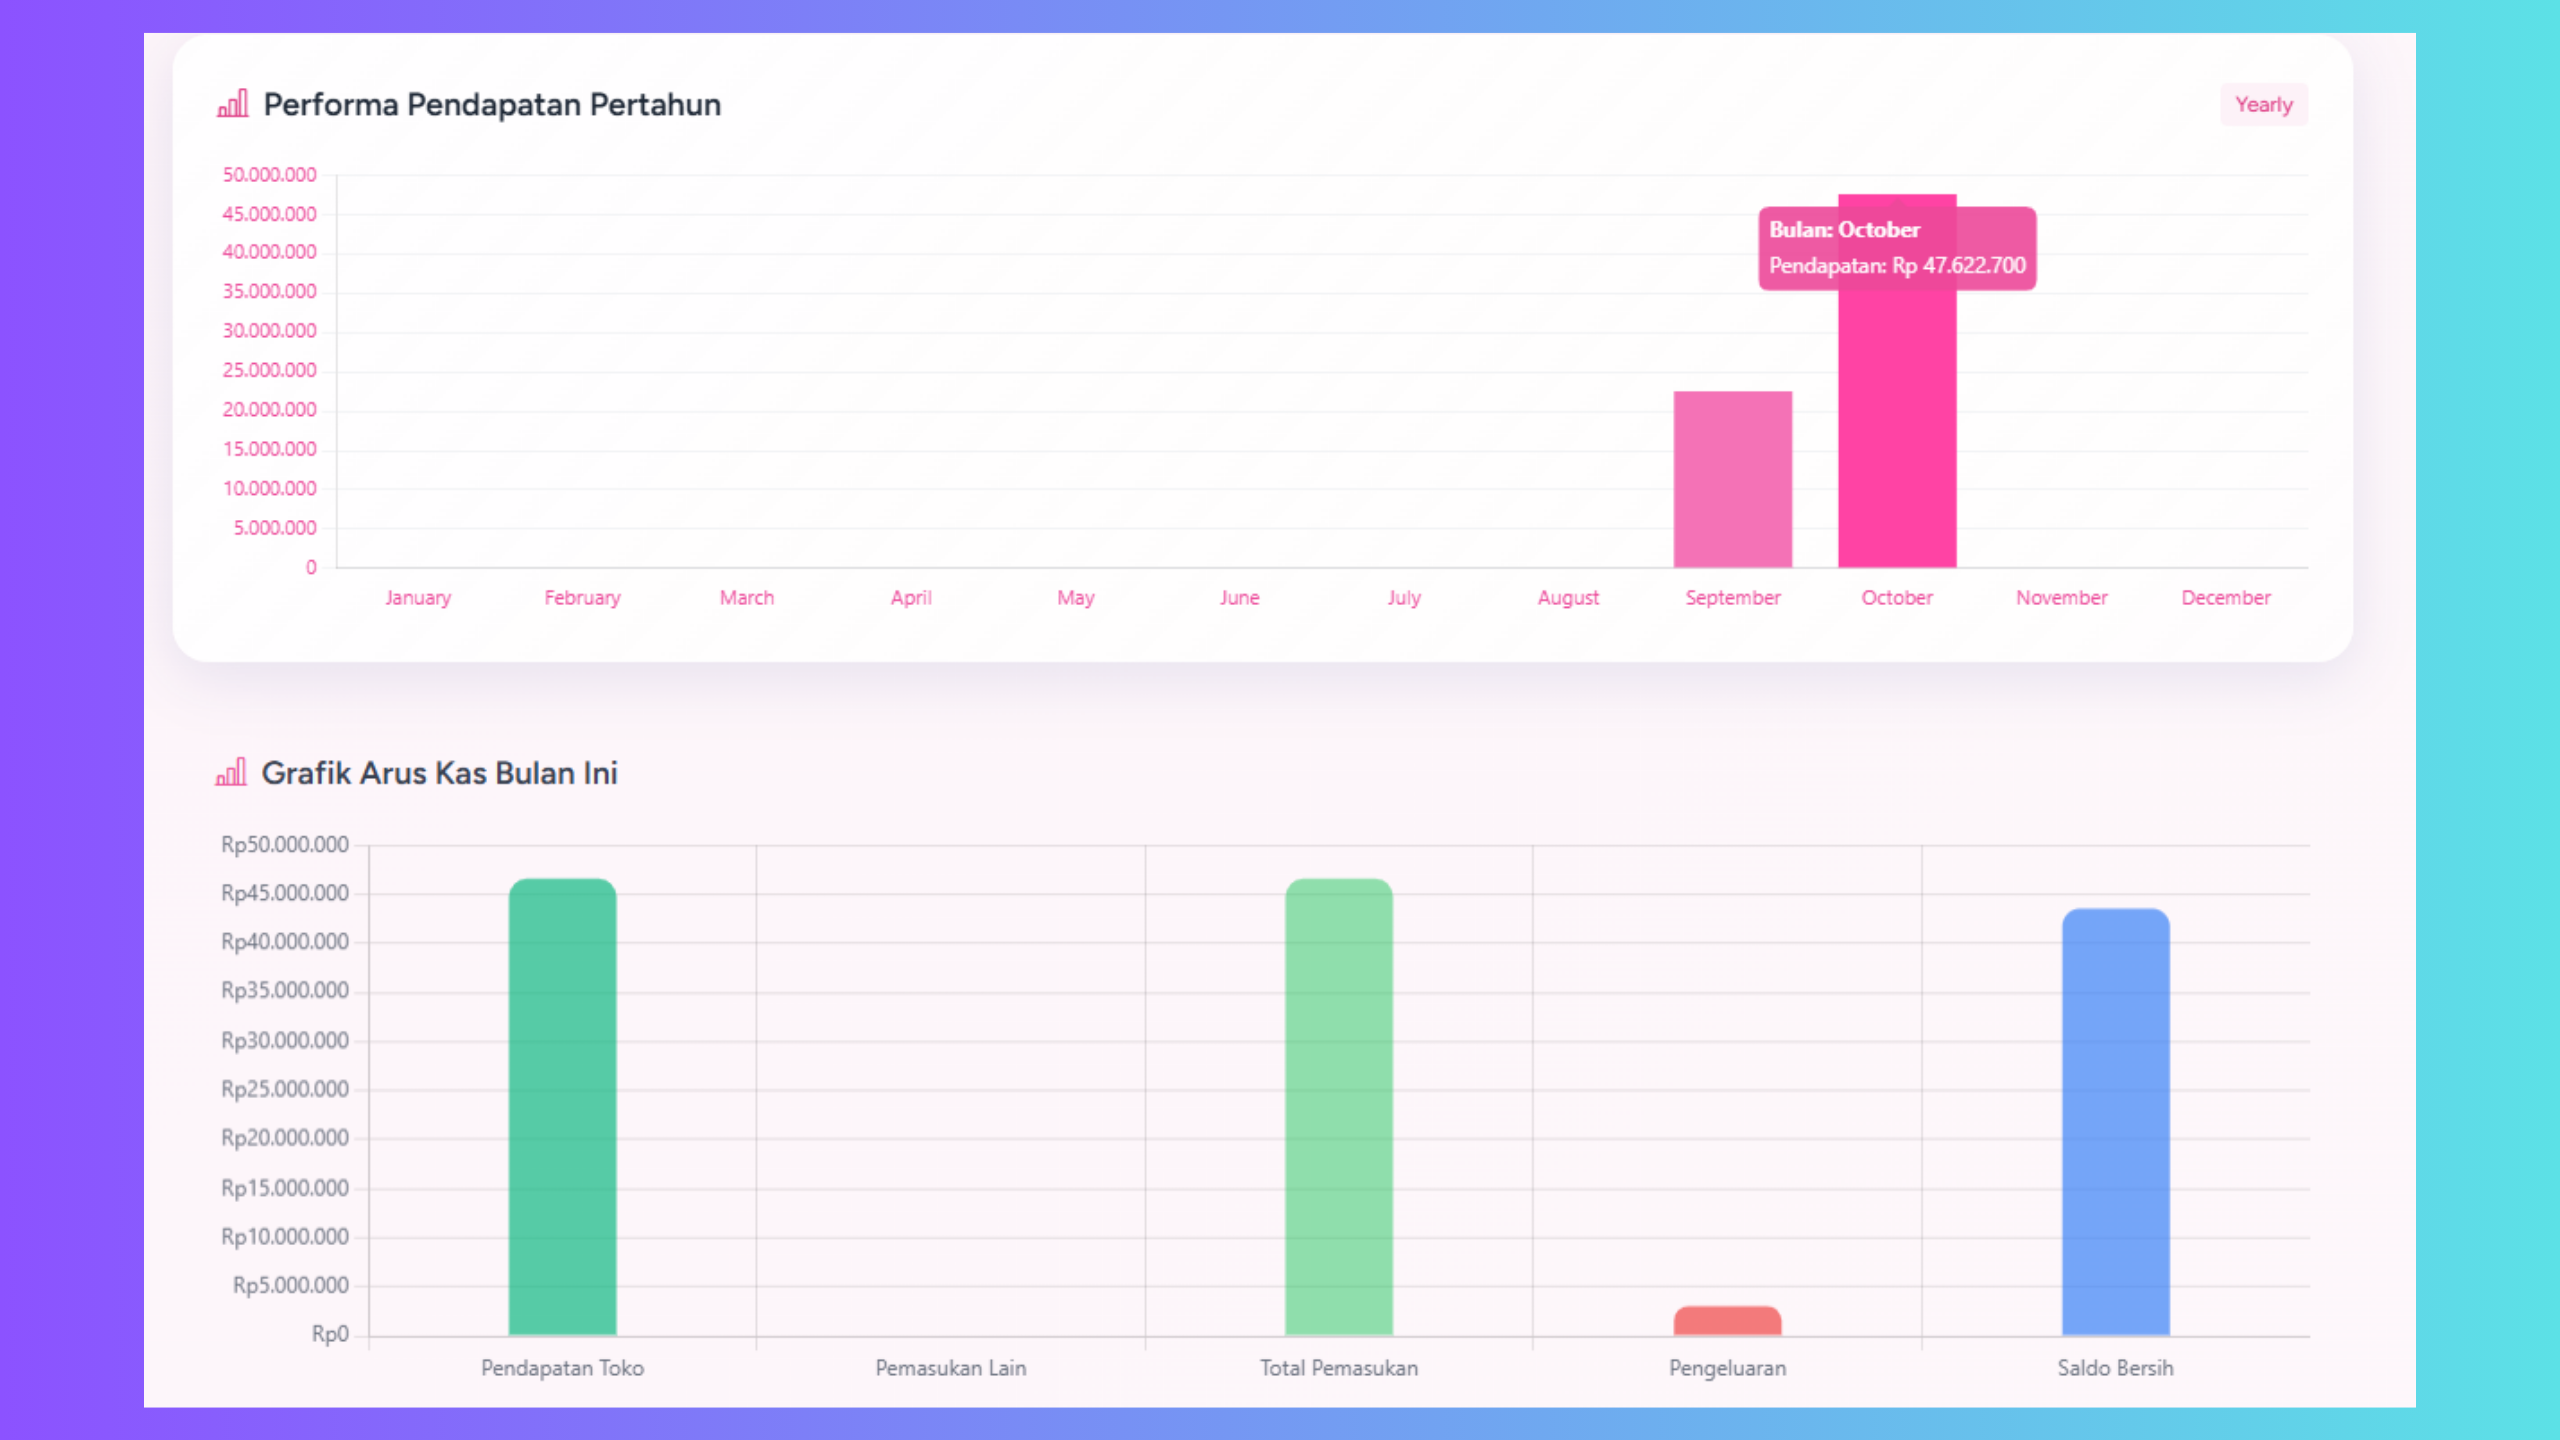 Performa Pendapatan Pertahun
Yearly
50.000.000
45.000.000
40.000.000
35.000.000
30.000.000
25.000.000
20.000.000
15.000.000
10.000.000
5.000.000
0
Bulan: October
Pendapatan: Rp 47.622.700
January February March April May June July August September October November December
Grafik Arus Kas Bulan Ini
Rp50.000.000
Rp45.000.000
Rp40.000.000
Rp35.000.000
Rp30.000.000
Rp25.000.000
Rp20.000.000
Rp15.000.000
Rp10.000.000
Rp5.000.000
Rp0
Pendapatan Toko Pemasukan Lain Total Pemasukan Pengeluaran Saldo Bersih